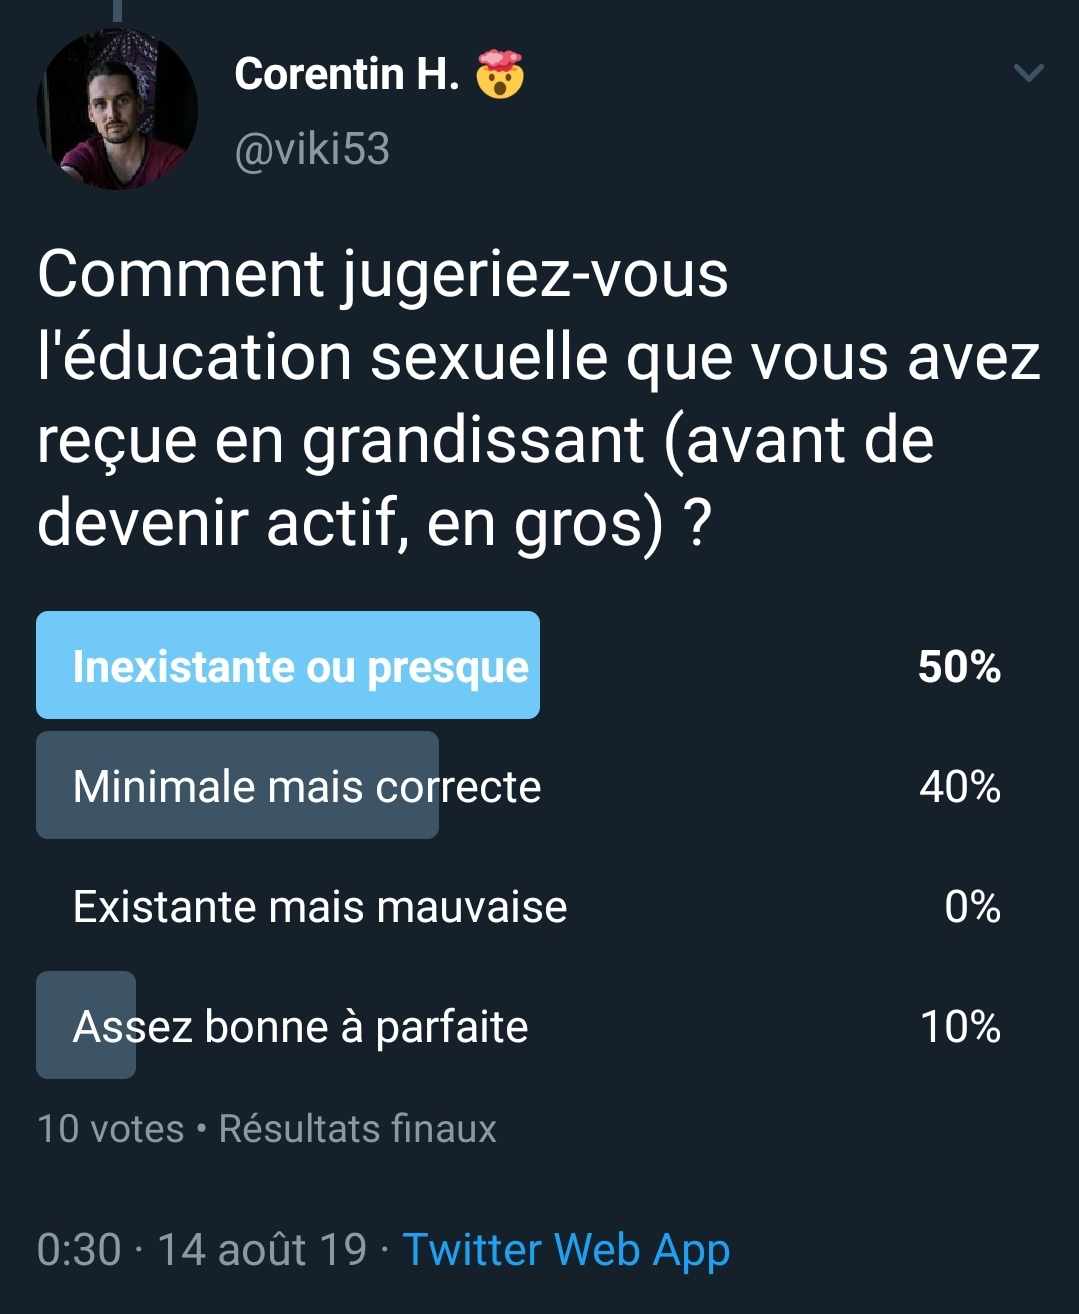 Corentin H. 🤯
@viki53
Comment jugeriez-vous
l'éducation sexuelle que vous avez
reçue en grandissant (avant de
devenir actif, en gros) ?
Inexistante ou presque 50%
Minimale mais correcte 40%
Existante mais mauvaise 0%
Assez bonne à parfaite 10%
10 votes • Résultats finaux
0:30 · 14 août 19 · Twitter Web App